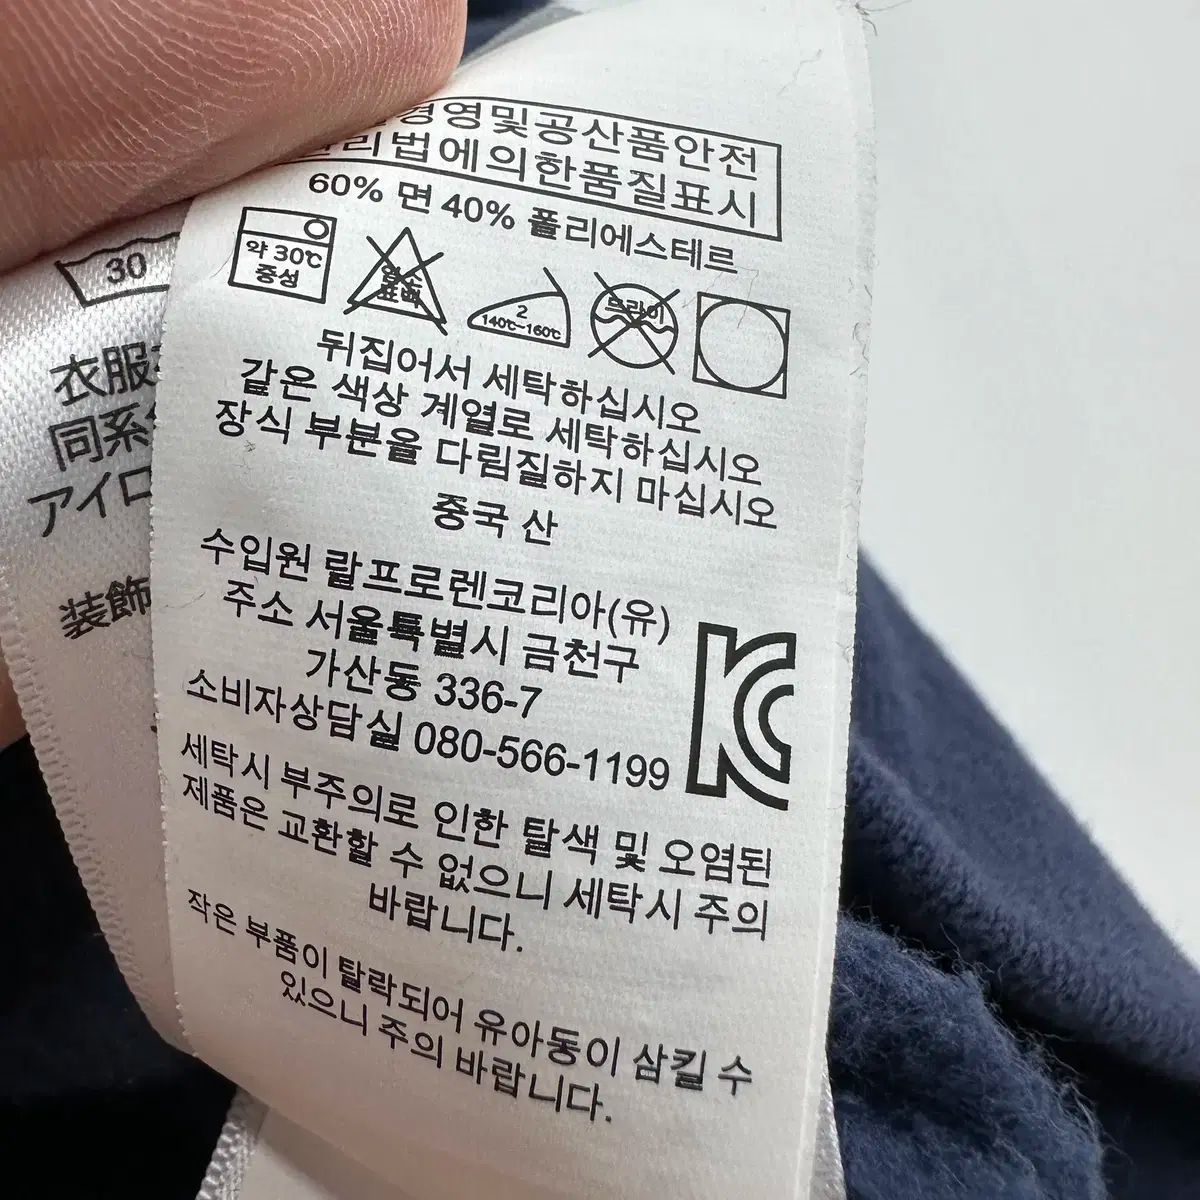 경영및공산품안전
리법에의한품질표시
60% 면 40% 폴리에스테르
약 30℃
중성
염소
표백
2
140℃~160℃
드라이
뒤집어서 세탁하십시오
같은 색상 계열로 세탁하십시오
장식 부분을 다림질하지 마십시오
중국 산
수입원 랄프로렌코리아(유)
주소 서울특별시 금천구
가산동 336-7
소비자상담실 080-566-1199
세탁시 부주의로 인한 탈색 및 오염된
제품은 교환할 수 없으니 세탁시 주의
바랍니다.
작은 부품이 탈락되어 유아동이 삼킬 수
있으니 주의 바랍니다.
KC
30
衣服
同系
アイロ
装飾